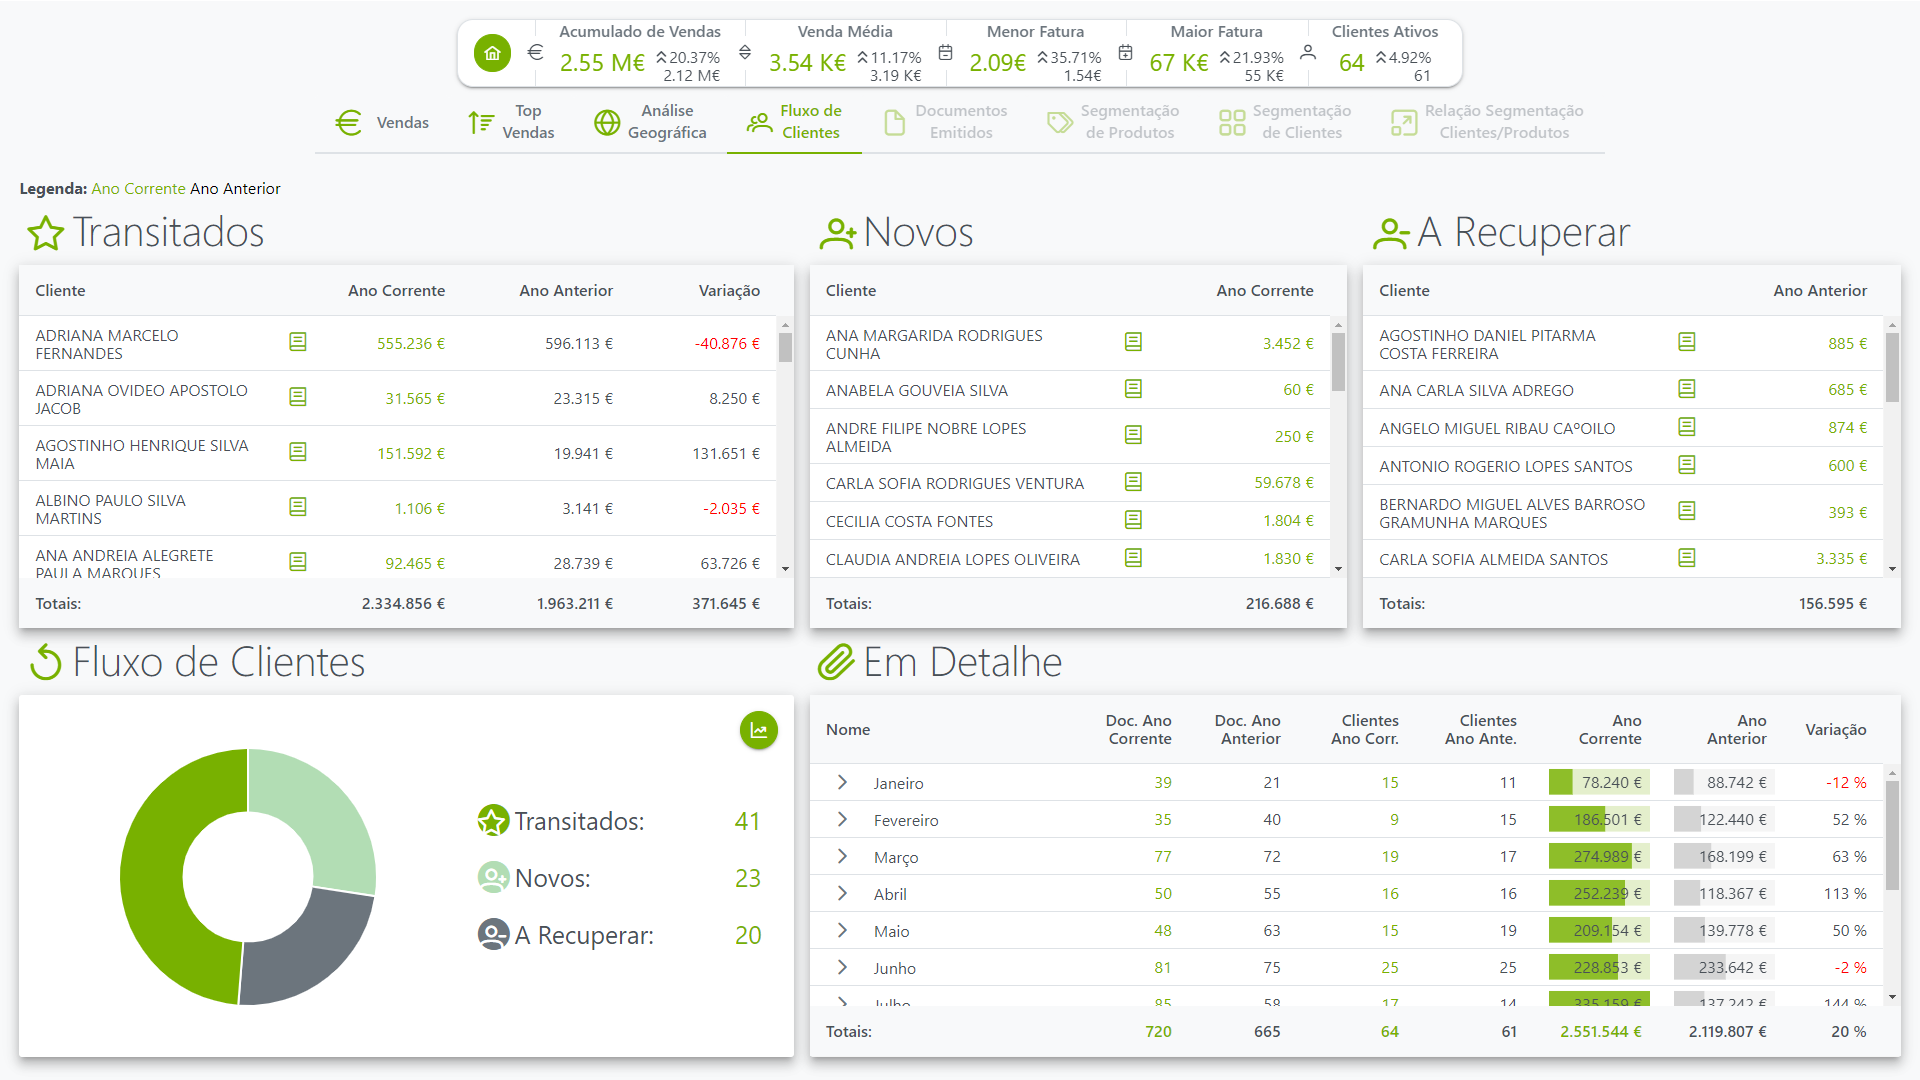 Acumulado de Vendas
2.55 M€ 20.37%
2.12 M€
Venda Média
3.54 K€ 11.17%
3.19 K€
Menor Fatura
2.09€ 35.71%
1.54€
Maior Fatura
67 K€ 21.93%
55 K€
Clientes Ativos
64 4.92%
61
Vendas
Top
Vendas
Análise
Geográfica
Fluxo de
Clientes
Documentos
Emitidos
Segmentação
de Produtos
Segmentação
de Clientes
Relação Segmentação
Clientes/Produtos
Legenda: Ano Corrente Ano Anterior
Transitados
Cliente Ano Corrente Ano Anterior Variação
ADRIANA MARCELO
FERNANDES
555.236 € 596.113 € -40.876 €
ADRIANA OVIDEO APOSTOLO
JACOB
31.565 € 23.315 € 8.250 €
AGOSTINHO HENRIQUE SILVA
MAIA
151.592 € 19.941 € 131.651 €
ALBINO PAULO SILVA
MARTINS
1.106 € 3.141 € -2.035 €
ANA ANDREIA ALEGRETE
PAULA MARQUES
92.465 € 28.739 € 63.726 €
Totais: 2.334.856 € 1.963.211 € 371.645 €
Novos
Cliente Ano Corrente
ANA MARGARIDA RODRIGUES
CUNHA
3.452 €
ANABELA GOUVEIA SILVA 60 €
ANDRE FILIPE NOBRE LOPES
ALMEIDA
250 €
CARLA SOFIA RODRIGUES VENTURA 59.678 €
CECILIA COSTA FONTES 1.804 €
CLAUDIA ANDREIA LOPES OLIVEIRA 1.830 €
Totais: 216.688 €
A Recuperar
Cliente Ano Anterior
AGOSTINHO DANIEL PITARMA
COSTA FERREIRA
885 €
ANA CARLA SILVA ADREGO 685 €
ANGELO MIGUEL RIBAU CAºOILO 874 €
ANTONIO ROGERIO LOPES SANTOS 600 €
BERNARDO MIGUEL ALVES BARROSO
GRAMUNHA MARQUES
393 €
CARLA SOFIA ALMEIDA SANTOS 3.335 €
Totais: 156.595 €
Fluxo de Clientes
Transitados: 41
Novos: 23
A Recuperar: 20
Em Detalhe
Nome
Doc. Ano
Corrente
Doc. Ano
Anterior
Clientes
Ano Corr.
Clientes
Ano Ante.
Ano
Corrente
Ano
Anterior
Variação
Janeiro 39 21 15 11 78.240 € 88.742 € -12 %
Fevereiro 35 40 9 15 186.501 € 122.440 € 52 %
Março 77 72 19 17 274.989 € 168.199 € 63 %
Abril 50 55 16 16 252.239 € 118.367 € 113 %
Maio 48 63 15 19 209.154 € 139.778 € 50 %
Junho 81 75 25 25 228.853 € 233.642 € -2 %
Julho 85 58 17 14 335.159 € 137.242 € 144 %
Totais: 720 665 64 61 2.551.544 € 2.119.807 € 20 %